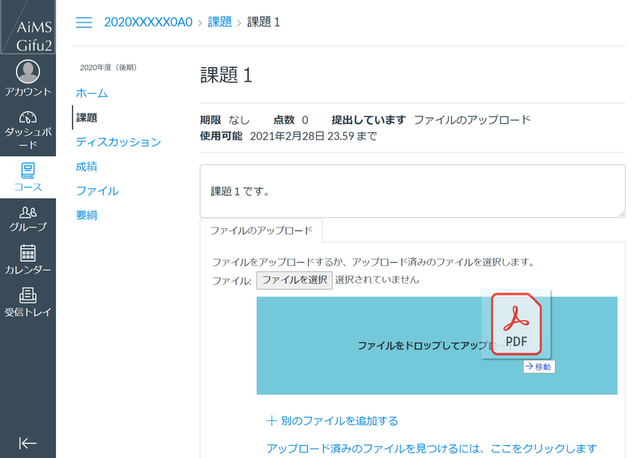 AiMS
Gifu2
アカウント
ダッシュボ
ード
コース
グループ
カレンダー
受信トレイ
2020XXXXX0A0 › 課題 › 課題 1
2020年度（後期）
ホーム
課題
ディスカッション
成績
ファイル
要綱
課題 1
期限 なし 点数 0 提出しています ファイルのアップロード
使用可能 2021年2月28日 23:59 まで
課題 1 です。
ファイルのアップロード
ファイルをアップロードするか、アップロード済みのファイルを選択します。
ファイル: ファイルを選択 選択されていません
ファイルをドロップしてアップロ
PDF
→移動
＋ 別のファイルを追加する
アップロード済みのファイルを見つけるには、ここをクリックします